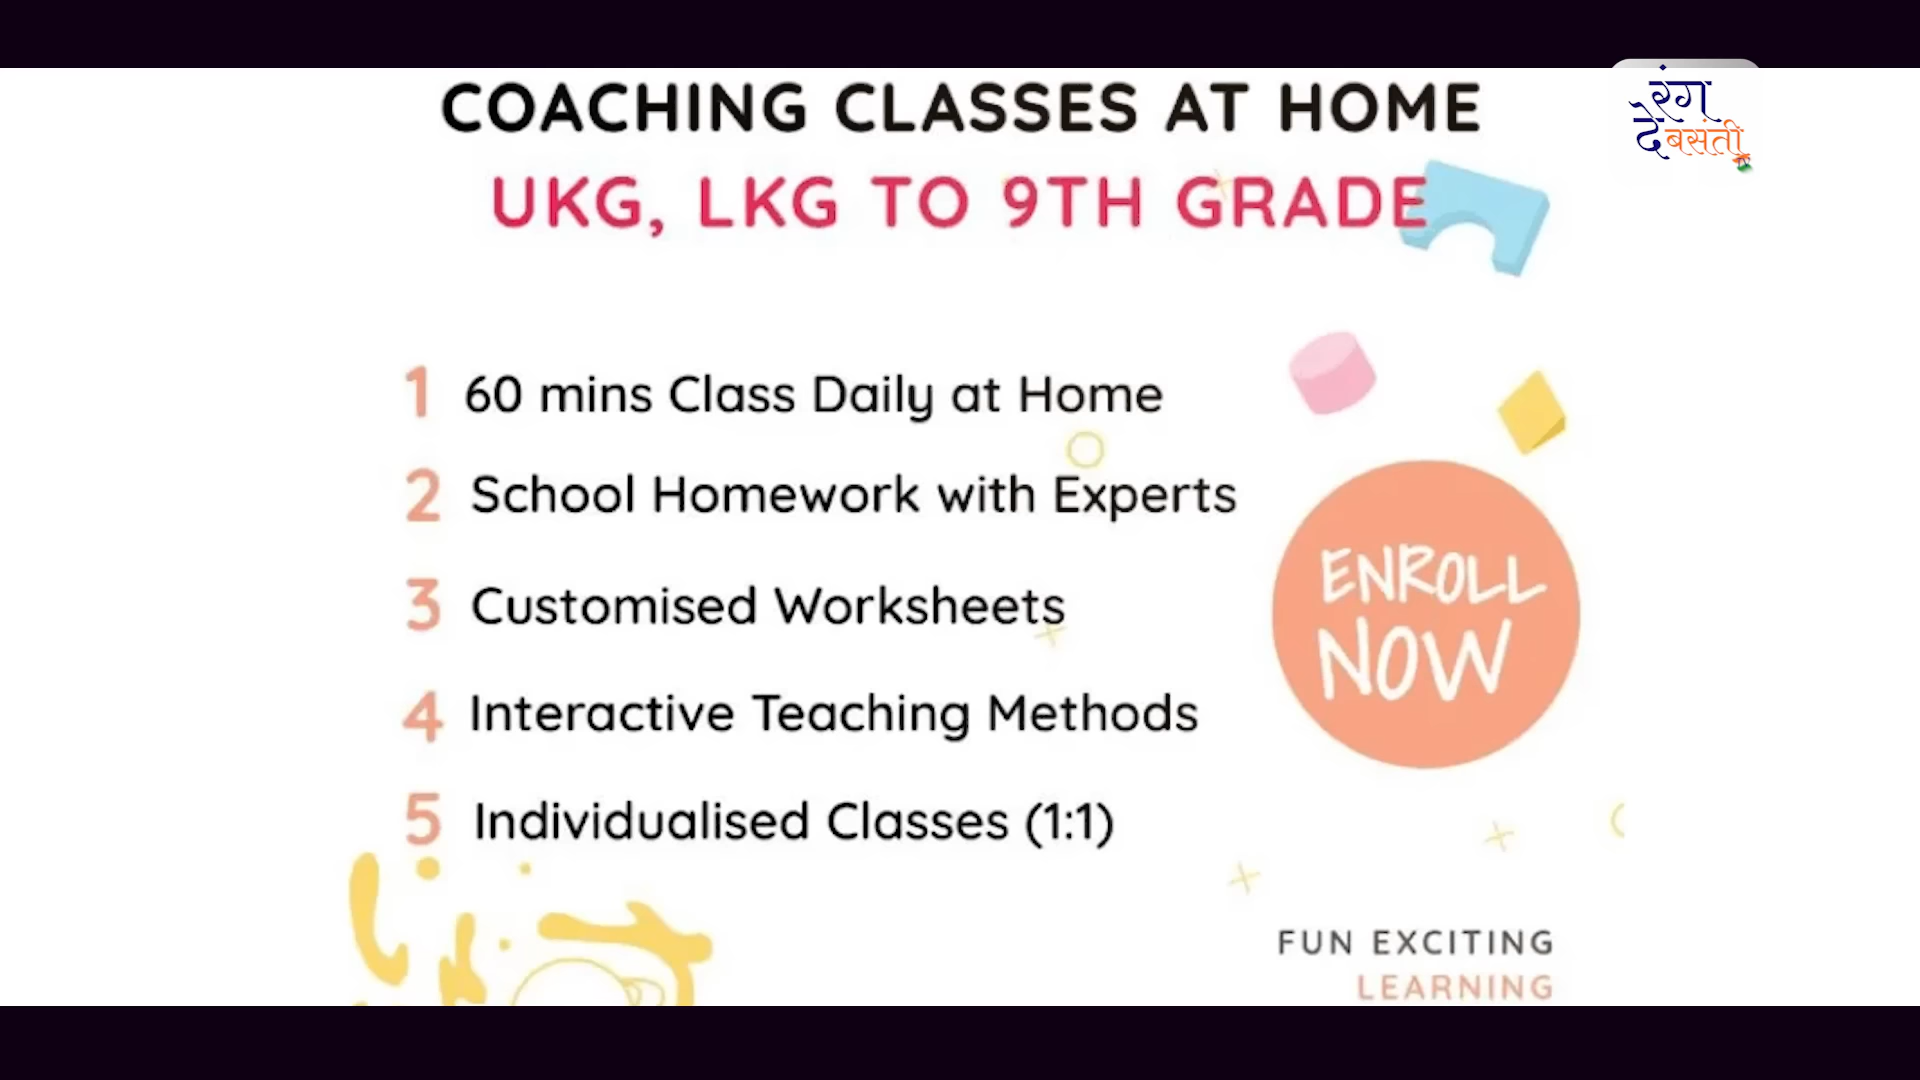 COACHING CLASSES AT HOME
रंग
दे बसंती
UKG, LKG TO 9TH GRADE
1 60 mins Class Daily at Home
2 School Homework with Experts
3 Customised Worksheets
4 Interactive Teaching Methods
5 Individualised Classes (1:1)
ENROLL
NOW
FUN EXCITING
LEARNING